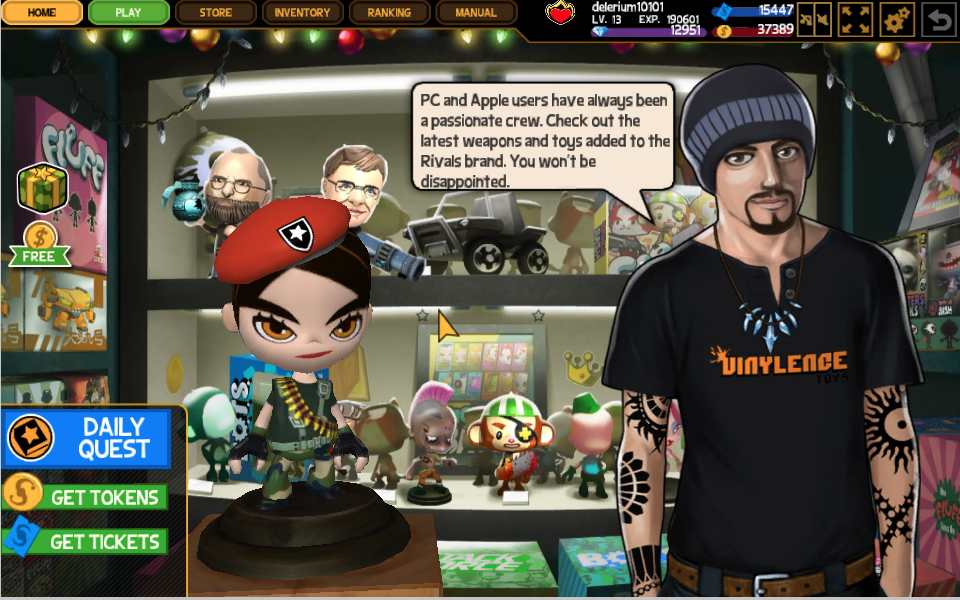 HOME
PLAY
STORE
INVENTORY
RANKING
MANUAL
delerium10101
LV. 13 EXP. 190601
12951
15447
37389
PC and Apple users have always been
a passionate crew. Check out the
latest weapons and toys added to the
Rivals brand. You won't be
disappointed.
FLUFF
FREE
VINYLENCE
TOYS
DAILY
QUEST
GET TOKENS
GET TICKETS